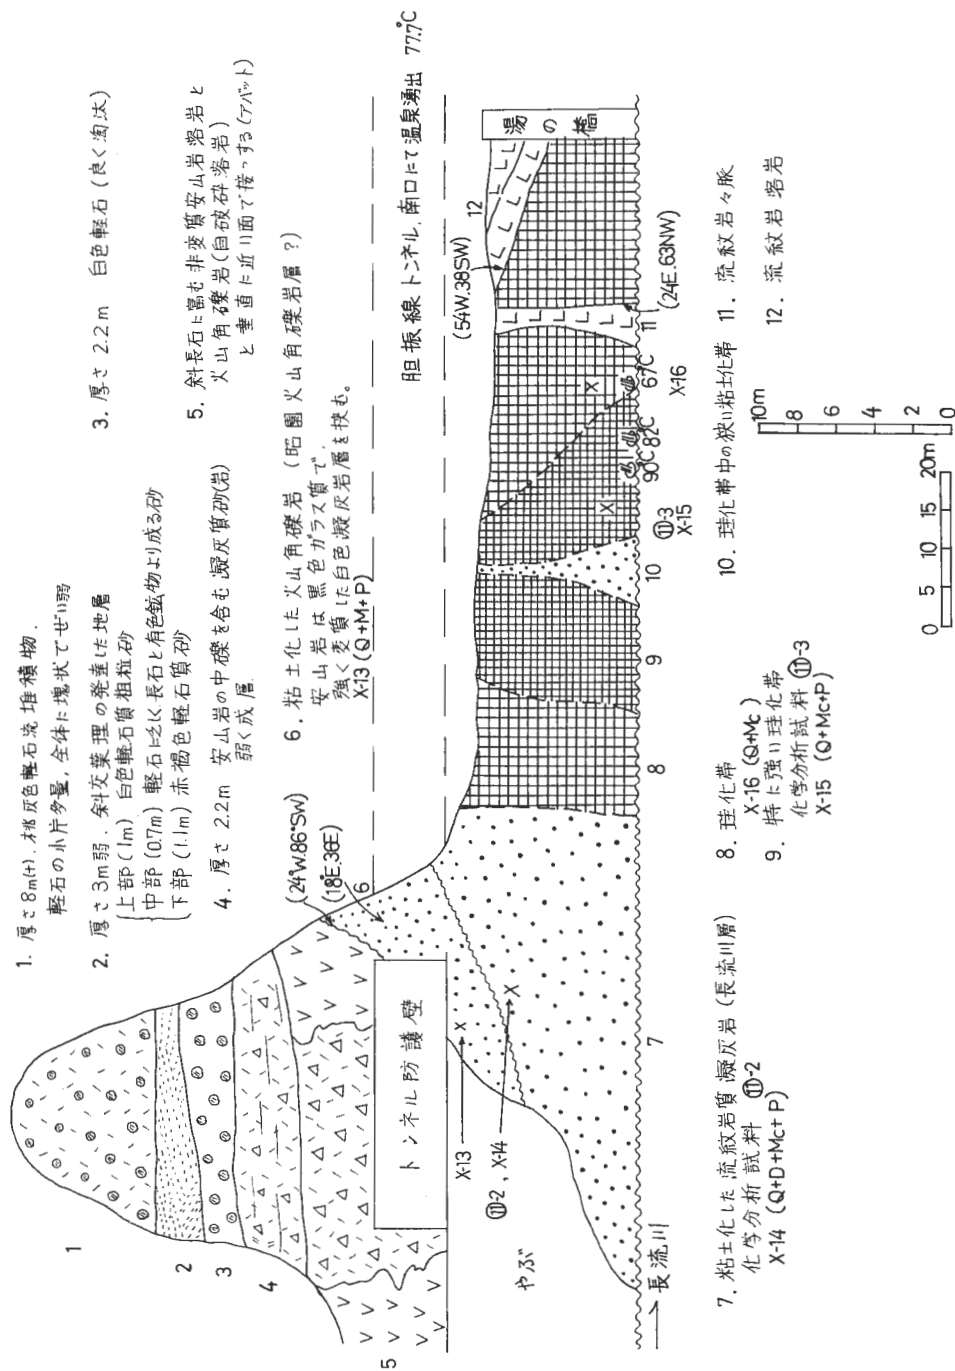 1. 厚さ8m(+). 桃灰色軽石流堆積物.
軽石の小片多量, 全体に塊状でぜい弱
2. 厚さ3m弱. 斜交葉理の発達した地層
上部(1m) 白色軽石質粗粒砂
中部(0.7m) 軽石に乏しく長石と有色鉱物より成る砂
下部(1.1m) 赤褐色軽石質砂
3. 厚さ2.2m 白色軽石(良く淘汰)
4. 厚さ2.2m 安山岩の中礫を含む凝灰質砂(岩)
弱く成層
5. 斜長石に富む非変質安山岩溶岩と
火山角礫岩(自破砕溶岩)
と垂直に近い面で接っする(アバット)
6. 粘土化した火山角礫岩(昭園火山角礫岩層?)
安山岩は黒色ガラス質で,
強く変質した白色凝灰岩層を挟む。
X-13(Q+M+P)
胆振線トンネル,南口にて温泉湧出 77.7℃
1
2
3
4
5
(24°W.86°SW)
(18°E.36E)
6
トンネル防護壁
X-13
X
⑪-2, X-14
X
やぶ
長流川
7
8
9
10
⑪-3
X-15
X
90℃
82℃
67℃
X-16
X
11
(24E.63NW)
(54W.38SW)
12
湯の橋
7. 粘土化した流紋岩質凝灰岩(長流川層)
化学分析試料 ⑪-2
X-14 (Q+D+Mc+P)
8. 珪化帯
X-16 (Q+Mc)
9. 特に強い珪化帯
化学分析試料 ⑪-3
X-15 (Q+Mc+P)
10. 珪化帯中の狭い粘土化帯
11. 流紋岩々脈
12. 流紋岩溶岩
0 5 10 15 20m
10m
8
6
4
2
0